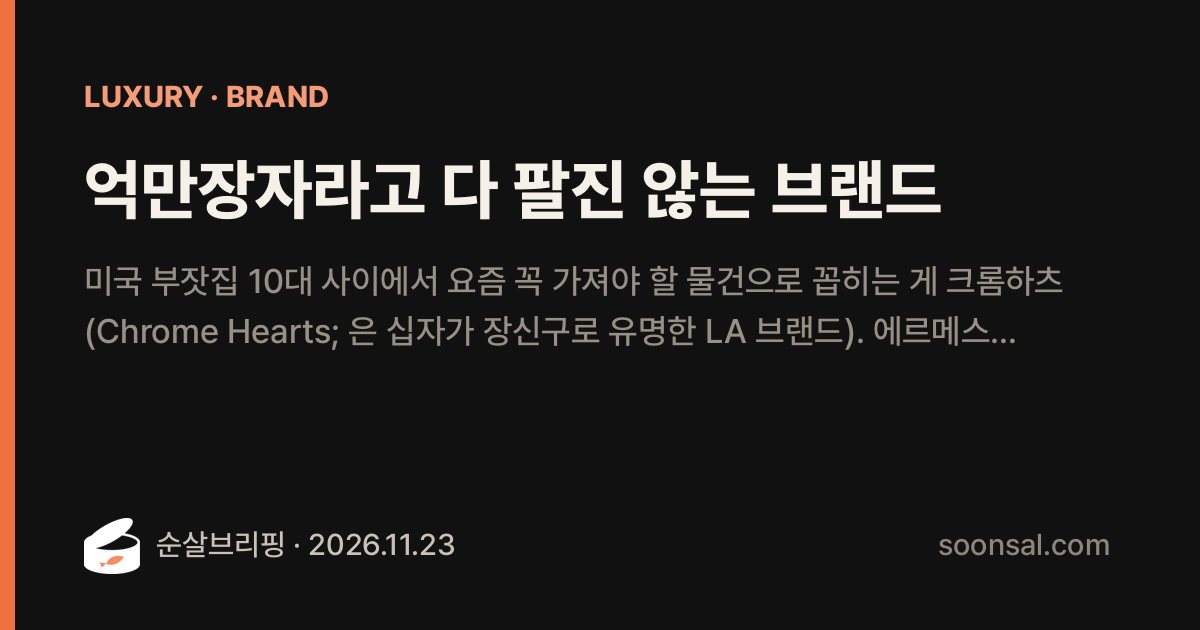 LUXURY · BRAND
억만장자라고 다 팔진 않는 브랜드
미국 부잣집 10대 사이에서 요즘 꼭 가져야 할 물건으로 꼽히는 게 크롬하츠
(Chrome Hearts; 은 십자가 장신구로 유명한 LA 브랜드). 에르메스...
순살브리핑 · 2026.11.23
soonsal.com